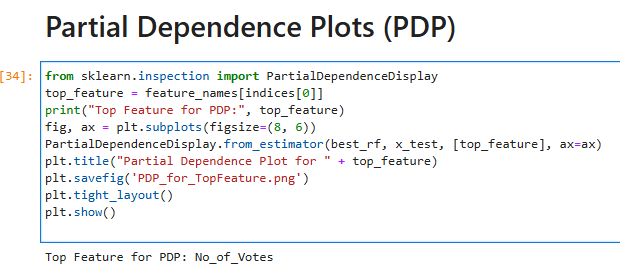 Partial Dependence Plots (PDP)
[34]: from sklearn.inspection import PartialDependenceDisplay
top_feature = feature_names[indices[0]]
print("Top Feature for PDP:", top_feature)
fig, ax = plt.subplots(figsize=(8, 6))
PartialDependenceDisplay.from_estimator(best_rf, x_test, [top_feature], ax=ax)
plt.title("Partial Dependence Plot for " + top_feature)
plt.savefig('PDP_for_TopFeature.png')
plt.tight_layout()
plt.show()
Top Feature for PDP: No_of_Votes